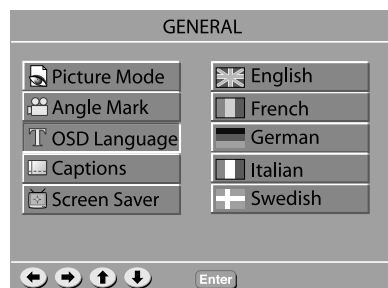 GENERAL
Picture Mode
Angle Mark
OSD Language
Captions
Screen Saver
English
French
German
Italian
Swedish
Enter